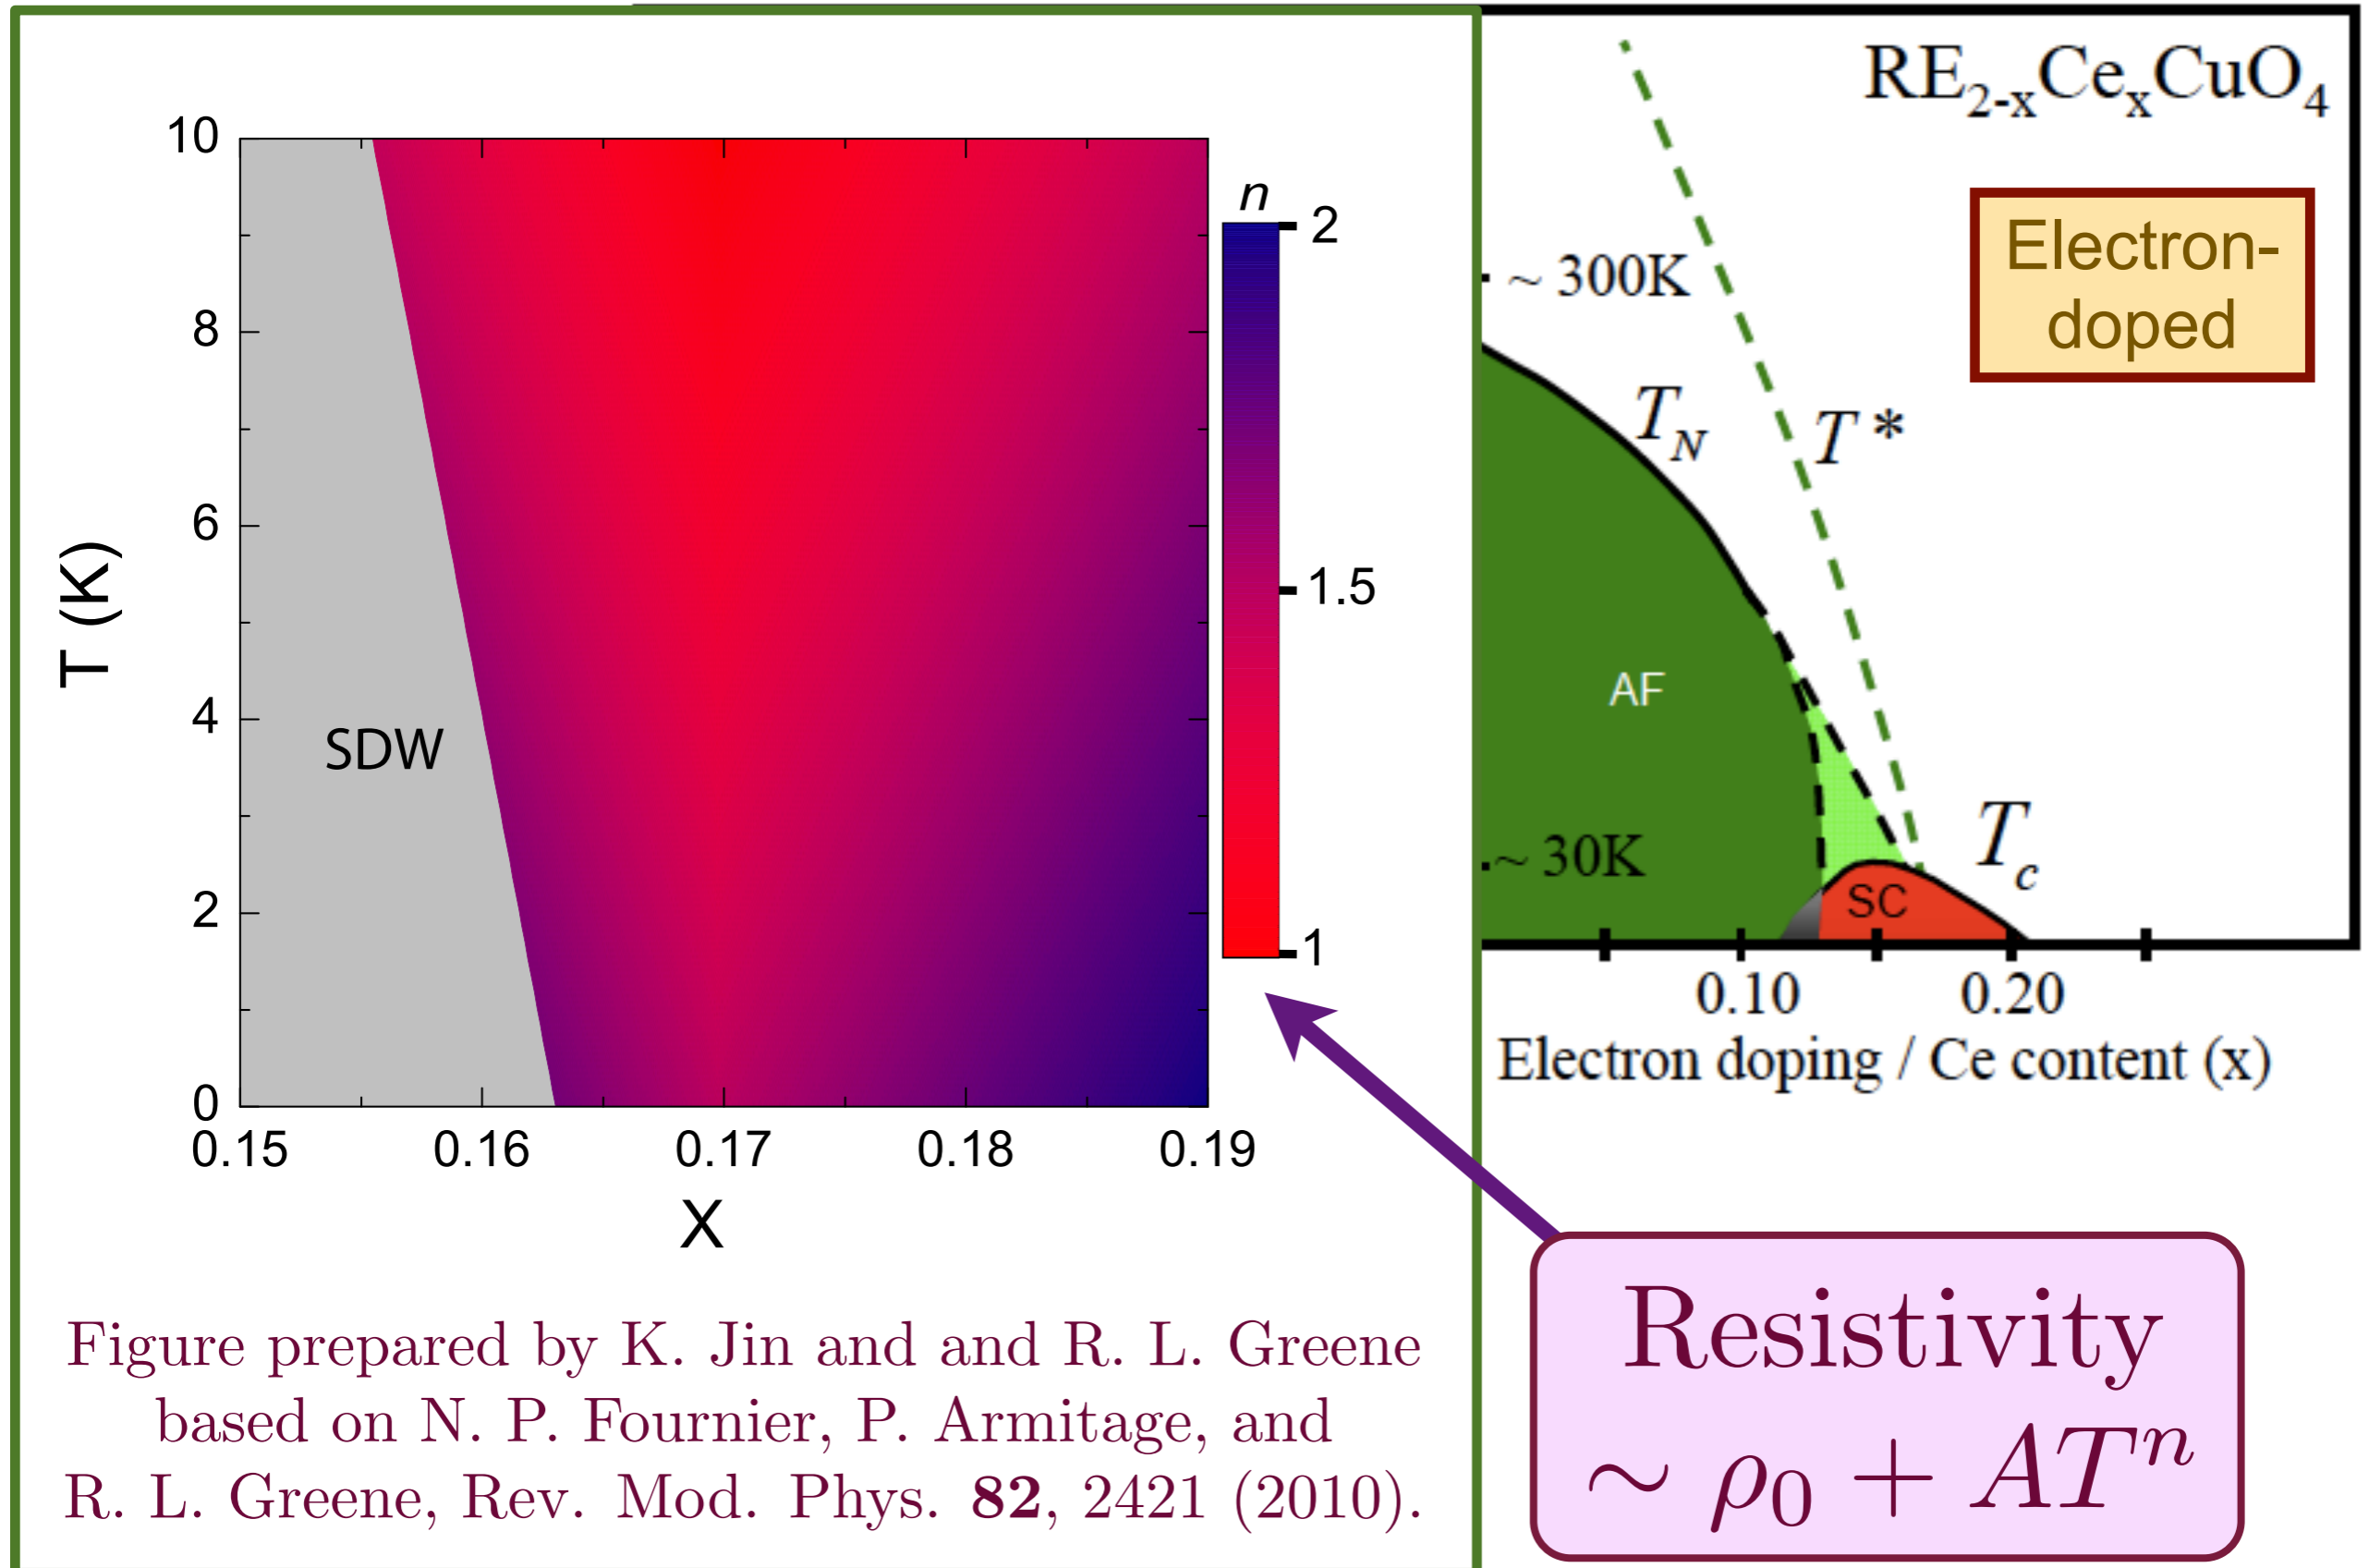 10
8
6
4
2
0
T (K)
0.15 0.16 0.17 0.18 0.19
X
SDW
n
2
1.5
1
Figure prepared by K. Jin and and R. L. Greene
based on N. P. Fournier, P. Armitage, and
R. L. Greene, Rev. Mod. Phys. 82, 2421 (2010).
RE₂₋ₓCeₓCuO₄
Electron-
doped
~ 300K
T_N
T*
AF
~ 30K
T_c
SC
0.10 0.20
Electron doping / Ce content (x)
Resistivity
∼ ρ₀ + ATⁿ